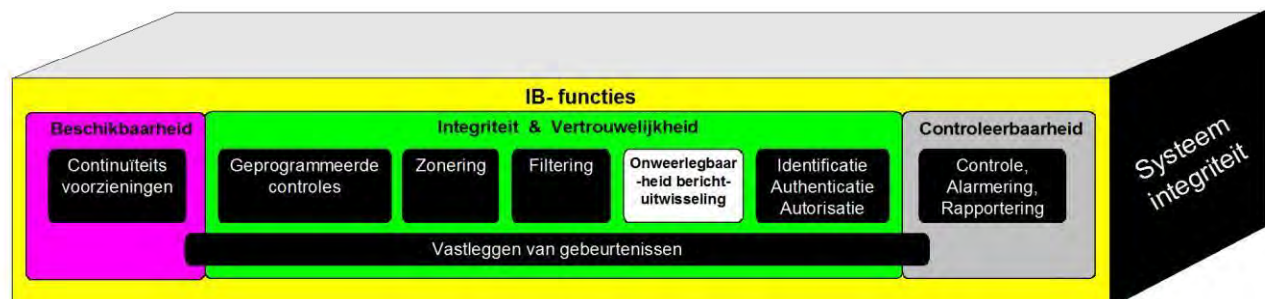 IB- functies
Beschikbaarheid
Integriteit & Vertrouwelijkheid
Controleerbaarheid
Continuïteits
voorzieningen
Geprogrammeerde
controles
Zonering
Filtering
Onweerlegbaar
-heid bericht-
uitwisseling
Identificatie
Authenticatie
Autorisatie
Controle,
Alarmering,
Rapportering
Vastleggen van gebeurtenissen
Systeem
integriteit